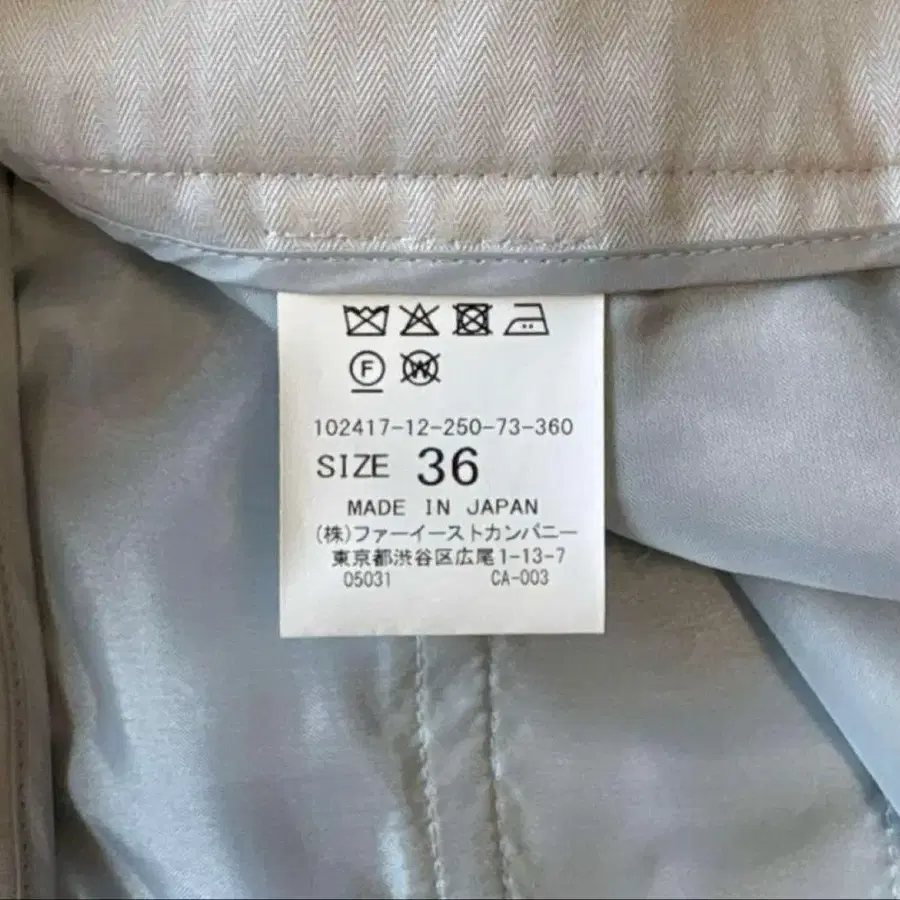 F W
102417-12-250-73-360
SIZE 36
MADE IN JAPAN
(株)ファーイーストカンパニー
東京都渋谷区広尾1-13-7
05031 CA-003